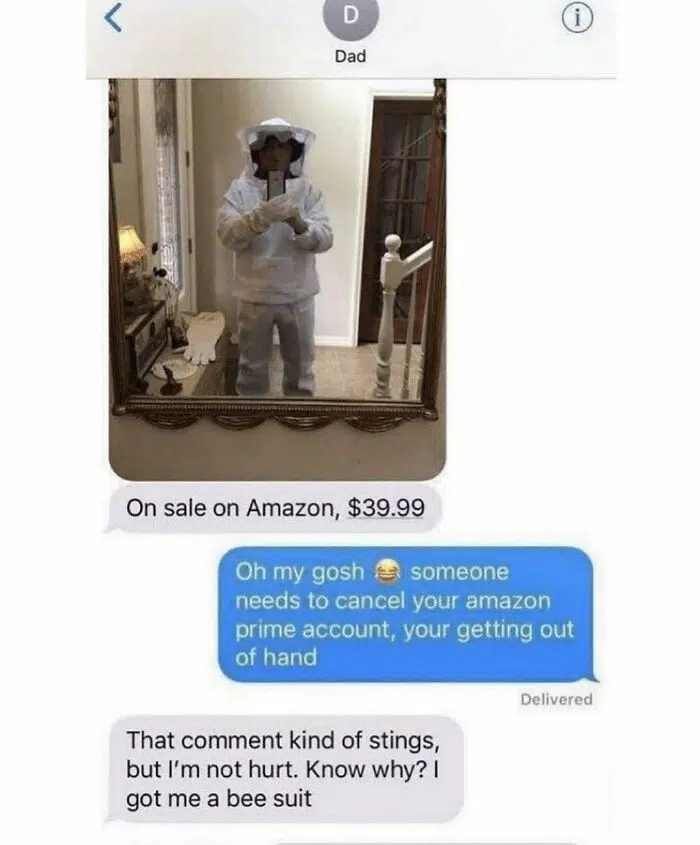 D
Dad
On sale on Amazon, $39.99
Oh my gosh 😂 someone
needs to cancel your amazon
prime account, your getting out
of hand
Delivered
That comment kind of stings,
but I'm not hurt. Know why? I
got me a bee suit